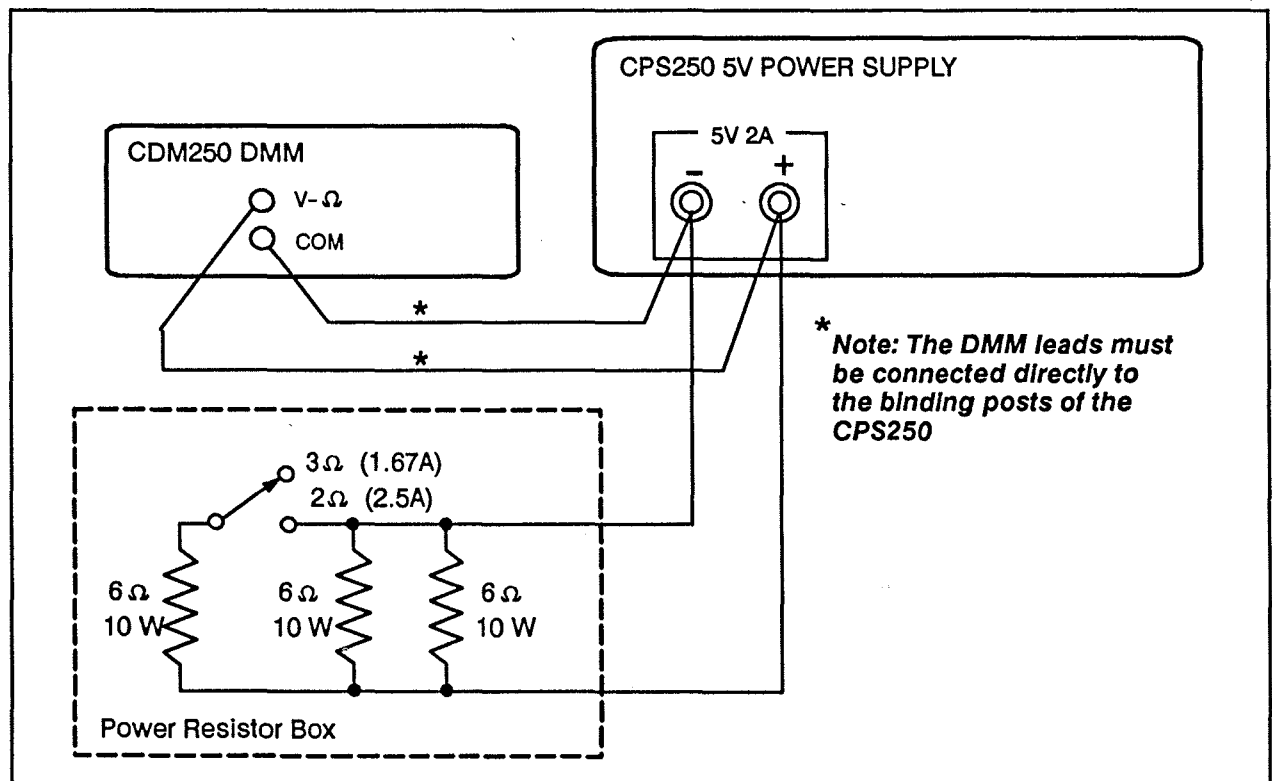 CPS250 5V POWER SUPPLY
5V 2A
-
+
CDM250 DMM
V-Ω
COM
*
*
* Note: The DMM leads must
be connected directly to
the binding posts of the
CPS250
3Ω (1.67A)
2Ω (2.5A)
6Ω
10 W
6Ω
10 W
6Ω
10 W
Power Resistor Box